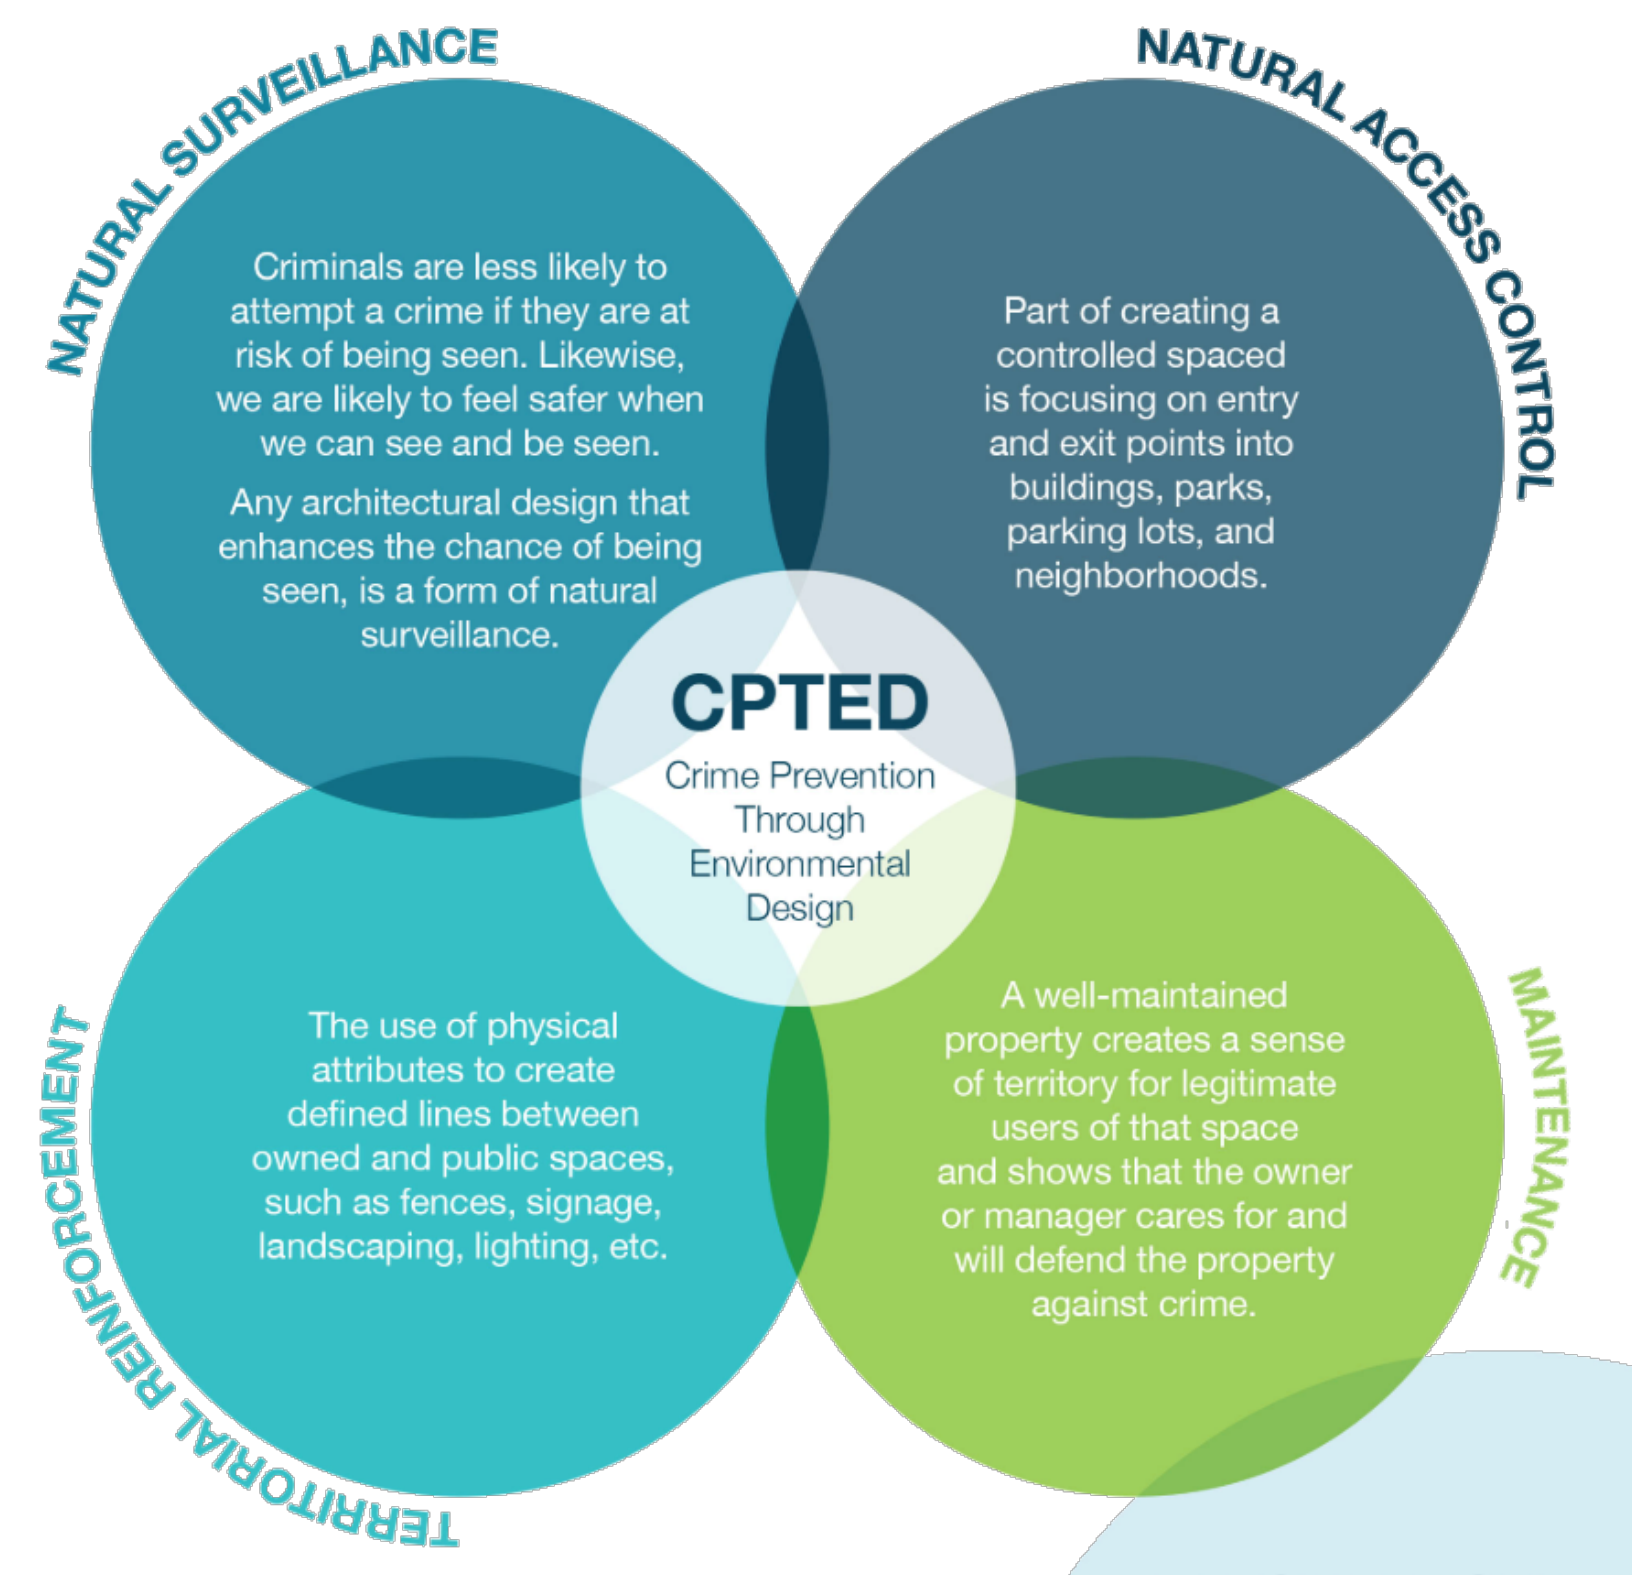 NATURAL SURVEILLANCE
Criminals are less likely to
attempt a crime if they are at
risk of being seen. Likewise,
we are likely to feel safer when
we can see and be seen.
Any architectural design that
enhances the chance of being
seen, is a form of natural
surveillance.
NATURAL ACCESS CONTROL
Part of creating a
controlled spaced
is focusing on entry
and exit points into
buildings, parks,
parking lots, and
neighborhoods.
CPTED
Crime Prevention
Through
Environmental
Design
TERRITORIAL REINFORCEMENT
The use of physical
attributes to create
defined lines between
owned and public spaces,
such as fences, signage,
landscaping, lighting, etc.
MAINTENANCE
A well-maintained
property creates a sense
of territory for legitimate
users of that space
and shows that the owner
or manager cares for and
will defend the property
against crime.